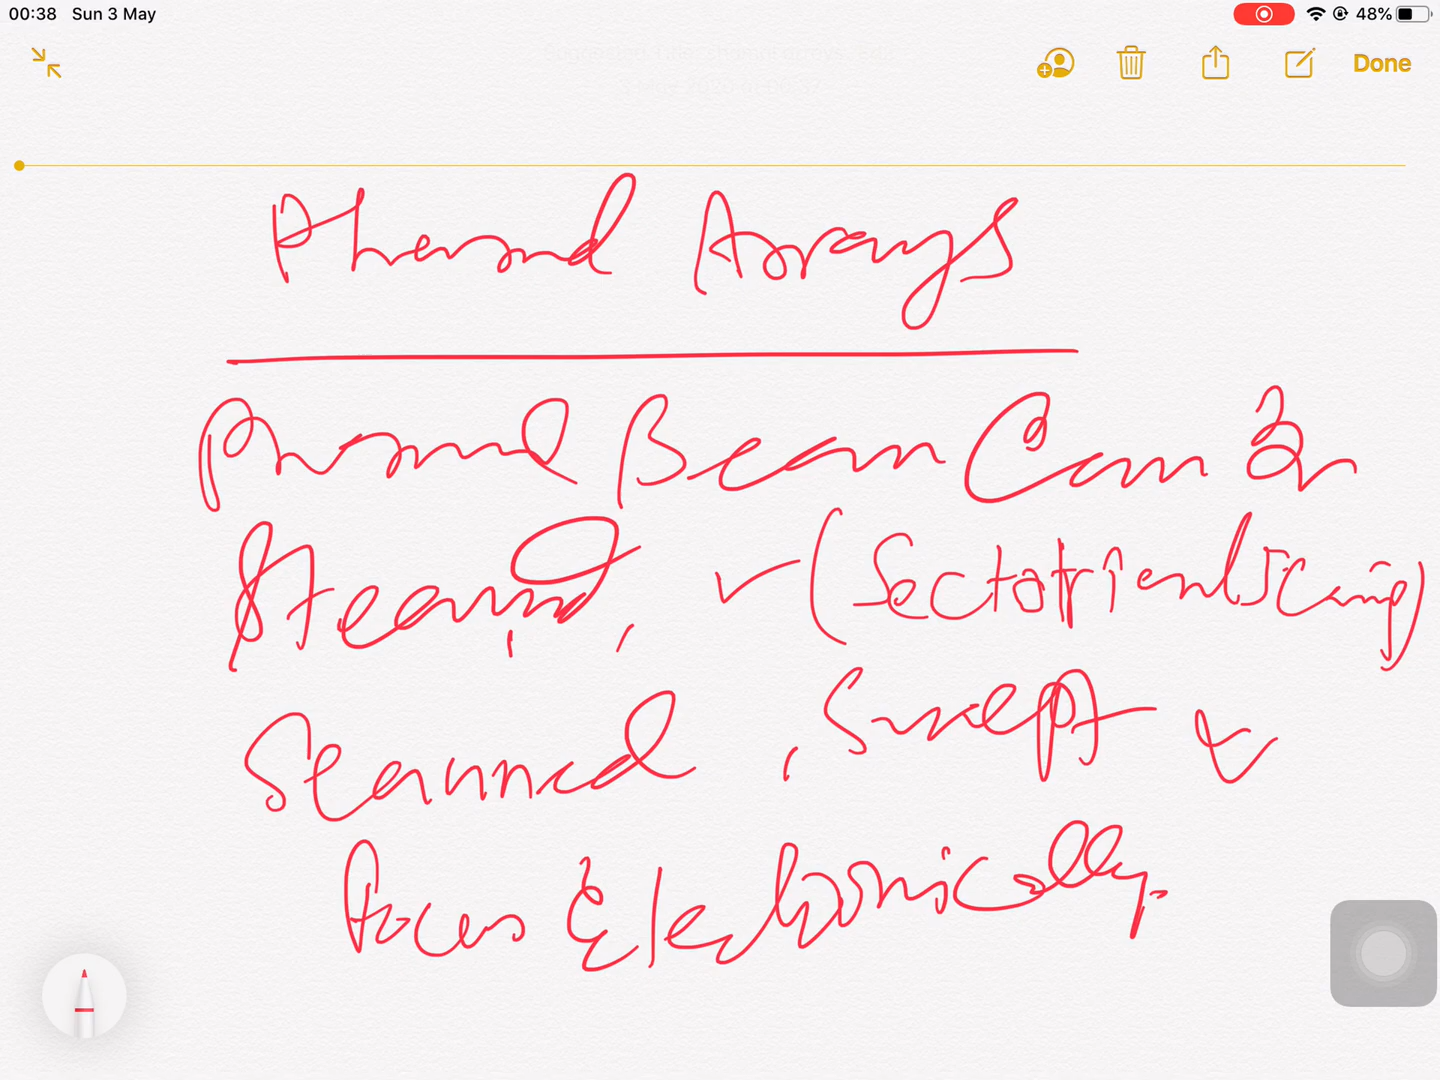 00:38 Sun 3 May 48%
Done
Phased Arrays
Phased Beam Can Be
Steered, ✓ (Sectorial Scanning)
Scanned, Swept &
Focus Electronically.